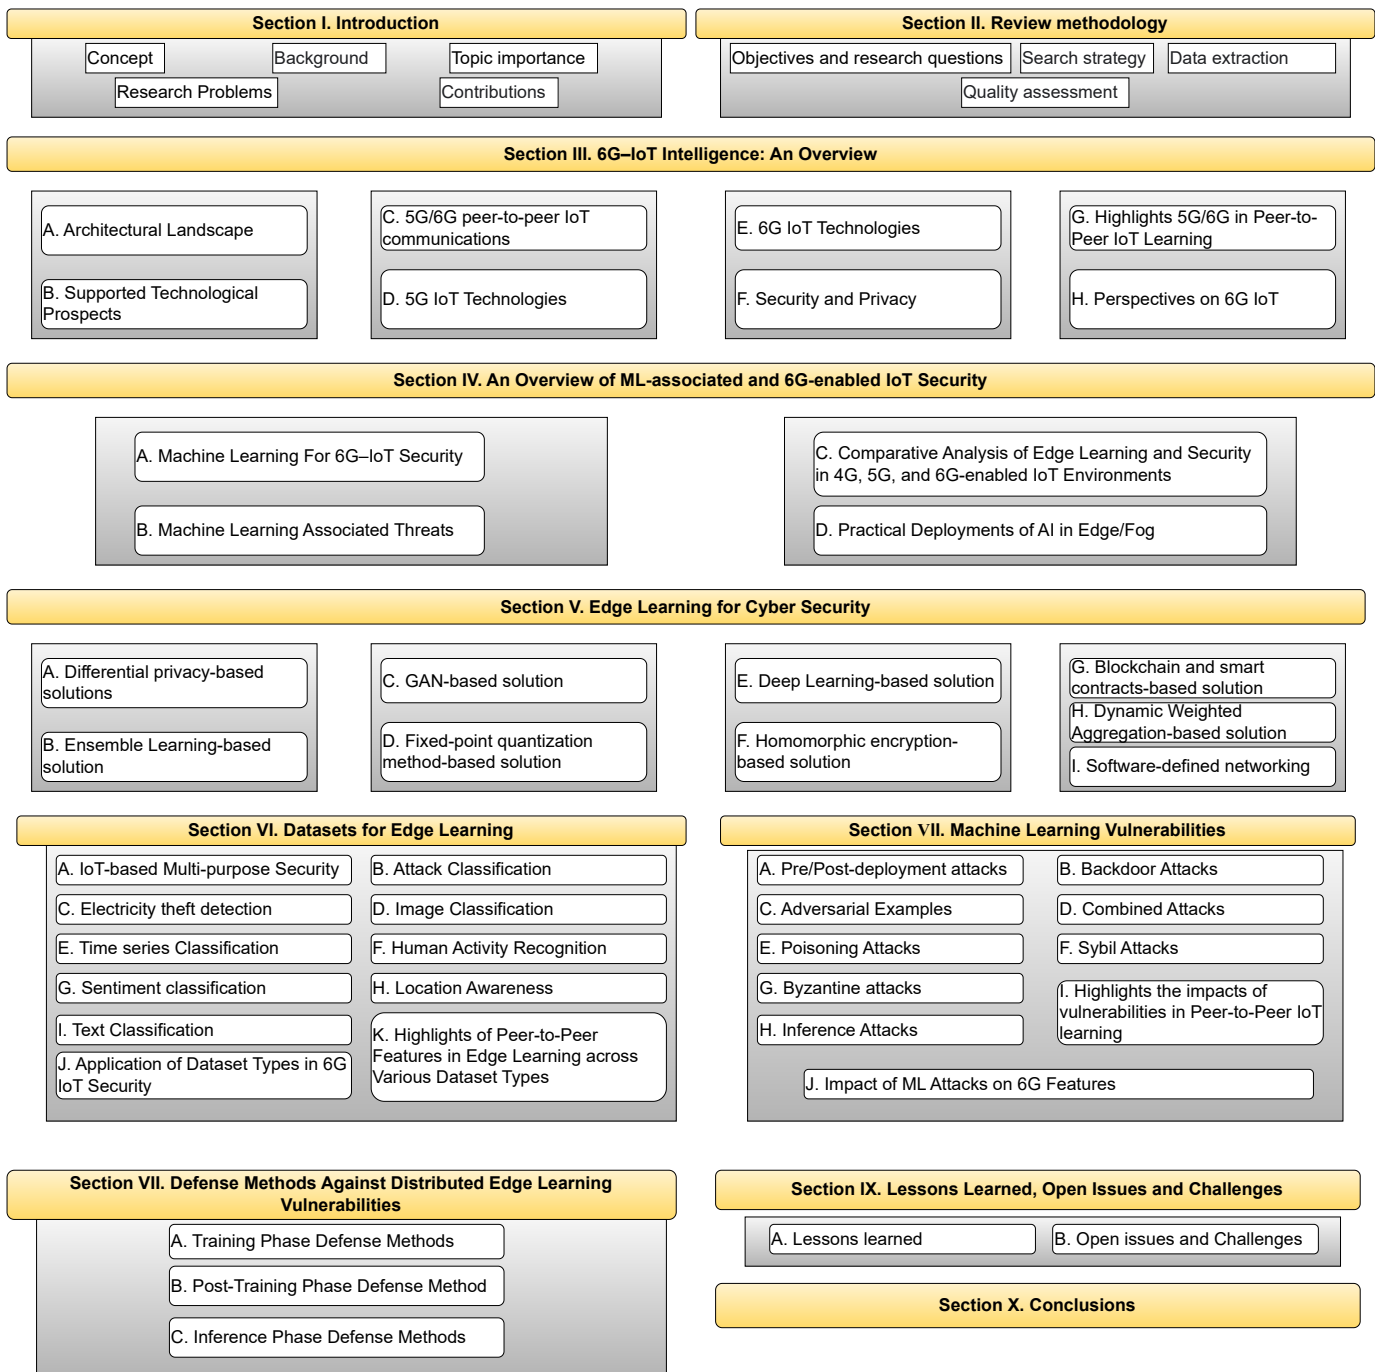 Section I. Introduction
Concept
Background
Topic importance
Research Problems
Contributions
Section II. Review methodology
Objectives and research questions
Search strategy
Data extraction
Quality assessment
Section III. 6G–IoT Intelligence: An Overview
A. Architectural Landscape
B. Supported Technological
Prospects
C. 5G/6G peer-to-peer IoT
communications
D. 5G IoT Technologies
E. 6G IoT Technologies
F. Security and Privacy
G. Highlights 5G/6G in Peer-to-
Peer IoT Learning
H. Perspectives on 6G IoT
Section IV. An Overview of ML-associated and 6G-enabled IoT Security
A. Machine Learning For 6G–IoT Security
B. Machine Learning Associated Threats
C. Comparative Analysis of Edge Learning and Security
in 4G, 5G, and 6G-enabled IoT Environments
D. Practical Deployments of AI in Edge/Fog
Section V. Edge Learning for Cyber Security
A. Differential privacy-based
solutions
B. Ensemble Learning-based
solution
C. GAN-based solution
D. Fixed-point quantization
method-based solution
E. Deep Learning-based solution
F. Homomorphic encryption-
based solution
G. Blockchain and smart
contracts-based solution
H. Dynamic Weighted
Aggregation-based solution
I. Software-defined networking
Section VI. Datasets for Edge Learning
A. IoT-based Multi-purpose Security
B. Attack Classification
C. Electricity theft detection
D. Image Classification
E. Time series Classification
F. Human Activity Recognition
G. Sentiment classification
H. Location Awareness
I. Text Classification
J. Application of Dataset Types in 6G
IoT Security
K. Highlights of Peer-to-Peer
Features in Edge Learning across
Various Dataset Types
Section VII. Machine Learning Vulnerabilities
A. Pre/Post-deployment attacks
B. Backdoor Attacks
C. Adversarial Examples
D. Combined Attacks
E. Poisoning Attacks
F. Sybil Attacks
G. Byzantine attacks
H. Inference Attacks
I. Highlights the impacts of
vulnerabilities in Peer-to-Peer IoT
learning
J. Impact of ML Attacks on 6G Features
Section VII. Defense Methods Against Distributed Edge Learning
Vulnerabilities
A. Training Phase Defense Methods
B. Post-Training Phase Defense Method
C. Inference Phase Defense Methods
Section IX. Lessons Learned, Open Issues and Challenges
A. Lessons learned
B. Open issues and Challenges
Section X. Conclusions